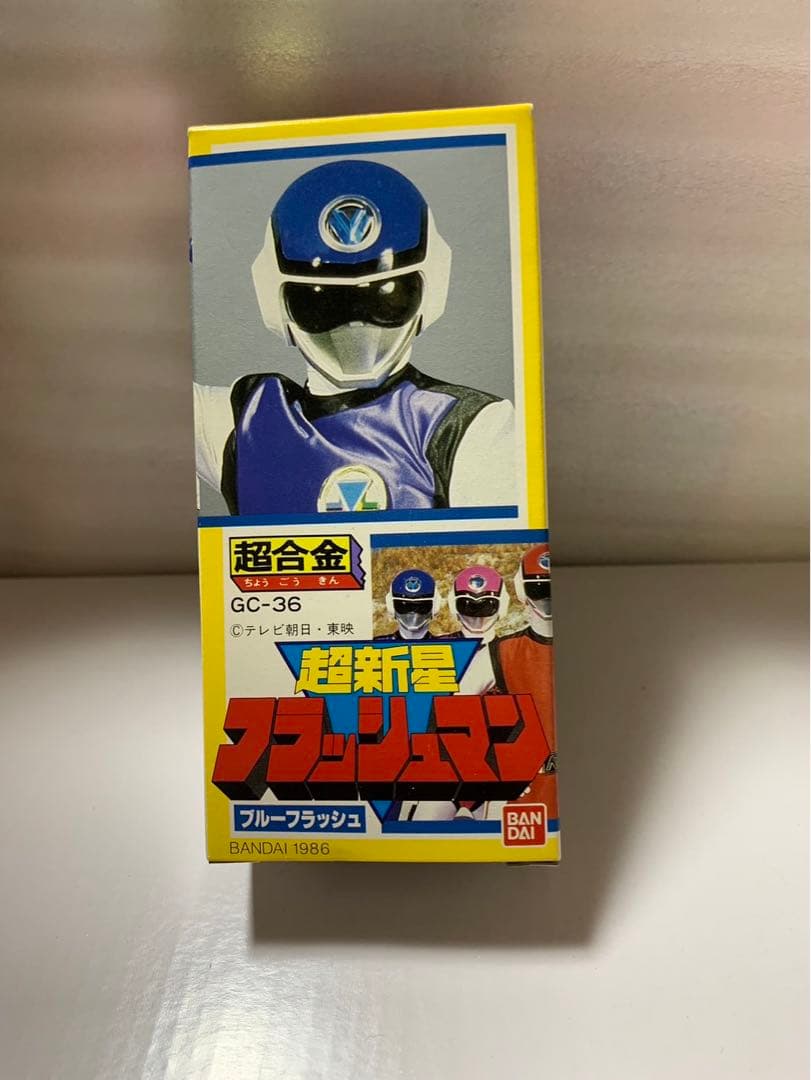 超合金
ちょうごうきん
GC-36
©テレビ朝日・東映
超新星
フラッシュマン
ブルーフラッシュ
BAN
DAI
BANDAI 1986